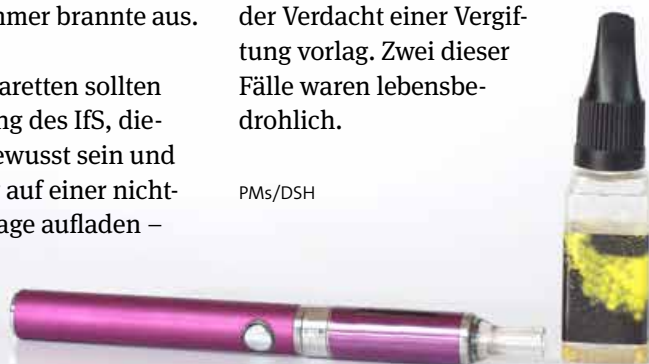 mmer brannte aus.
aretten sollten
ng des IfS, die-
ewusst sein und
auf einer nicht-
age aufladen –
der Verdacht einer Vergif-
tung vorlag. Zwei dieser
Fälle waren lebensbe-
drohlich.
PMs/DSH